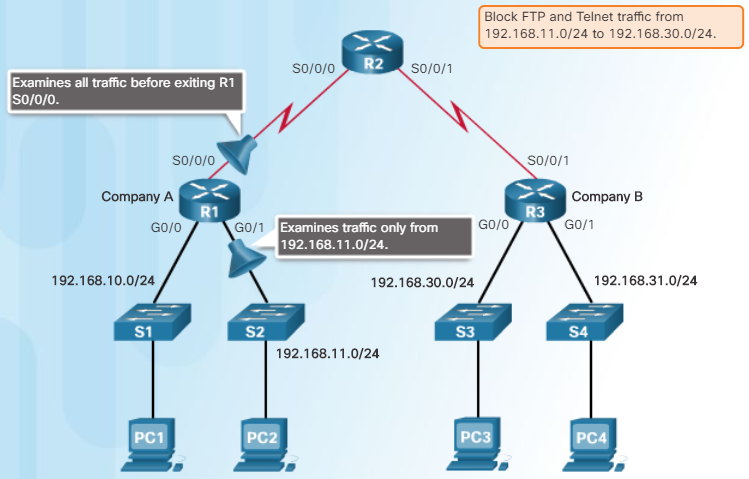 Block FTP and Telnet traffic from
192.168.11.0/24 to 192.168.30.0/24.
R2
S0/0/0
S0/0/1
Examines all traffic before exiting R1
S0/0/0.
S0/0/0
S0/0/1
Company A
R1
R3
Company B
G0/0
G0/1
Examines traffic only from
192.168.11.0/24.
G0/0
G0/1
192.168.10.0/24
192.168.30.0/24
192.168.31.0/24
S1
S2
S3
S4
192.168.11.0/24
PC1
PC2
PC3
PC4